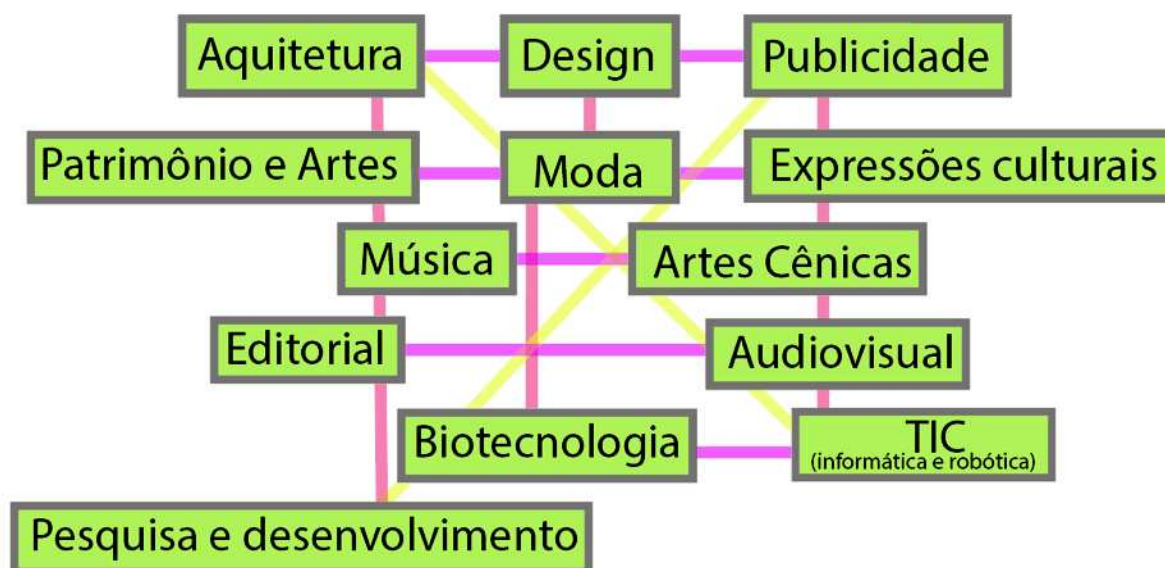 Aquitetura
Design
Publicidade
Patrimônio e Artes
Moda
Expressões culturais
Música
Artes Cênicas
Editorial
Audiovisual
Biotecnologia
TIC
(informática e robótica)
Pesquisa e desenvolvimento